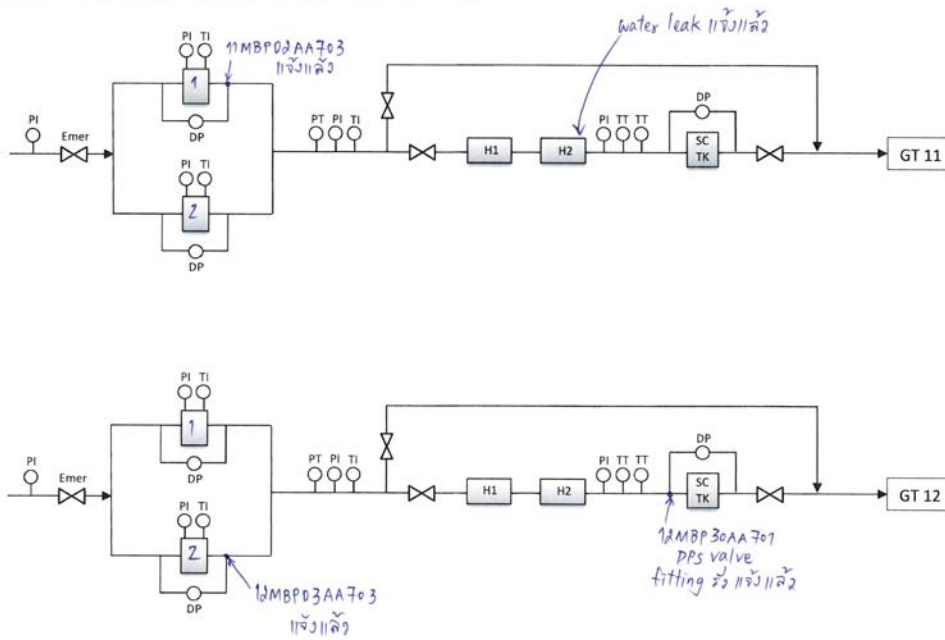 water leak แจ้งแล้ว
PI TI
11MBP02AA703
แจ้งแล้ว
1
DP
PI
Emer
PT PI TI
H1
H2
PI TT TT
DP
SC
TK
GT 11
PI TI
2
DP
PI TI
1
DP
PI
Emer
PT PI TI
H1
H2
PI TT TT
DP
SC
TK
GT 12
PI TI
2
DP
12MBP03AA703
แจ้งแล้ว
12MBP30AA701
DPs valve
fitting รั่ว แจ้งแล้ว